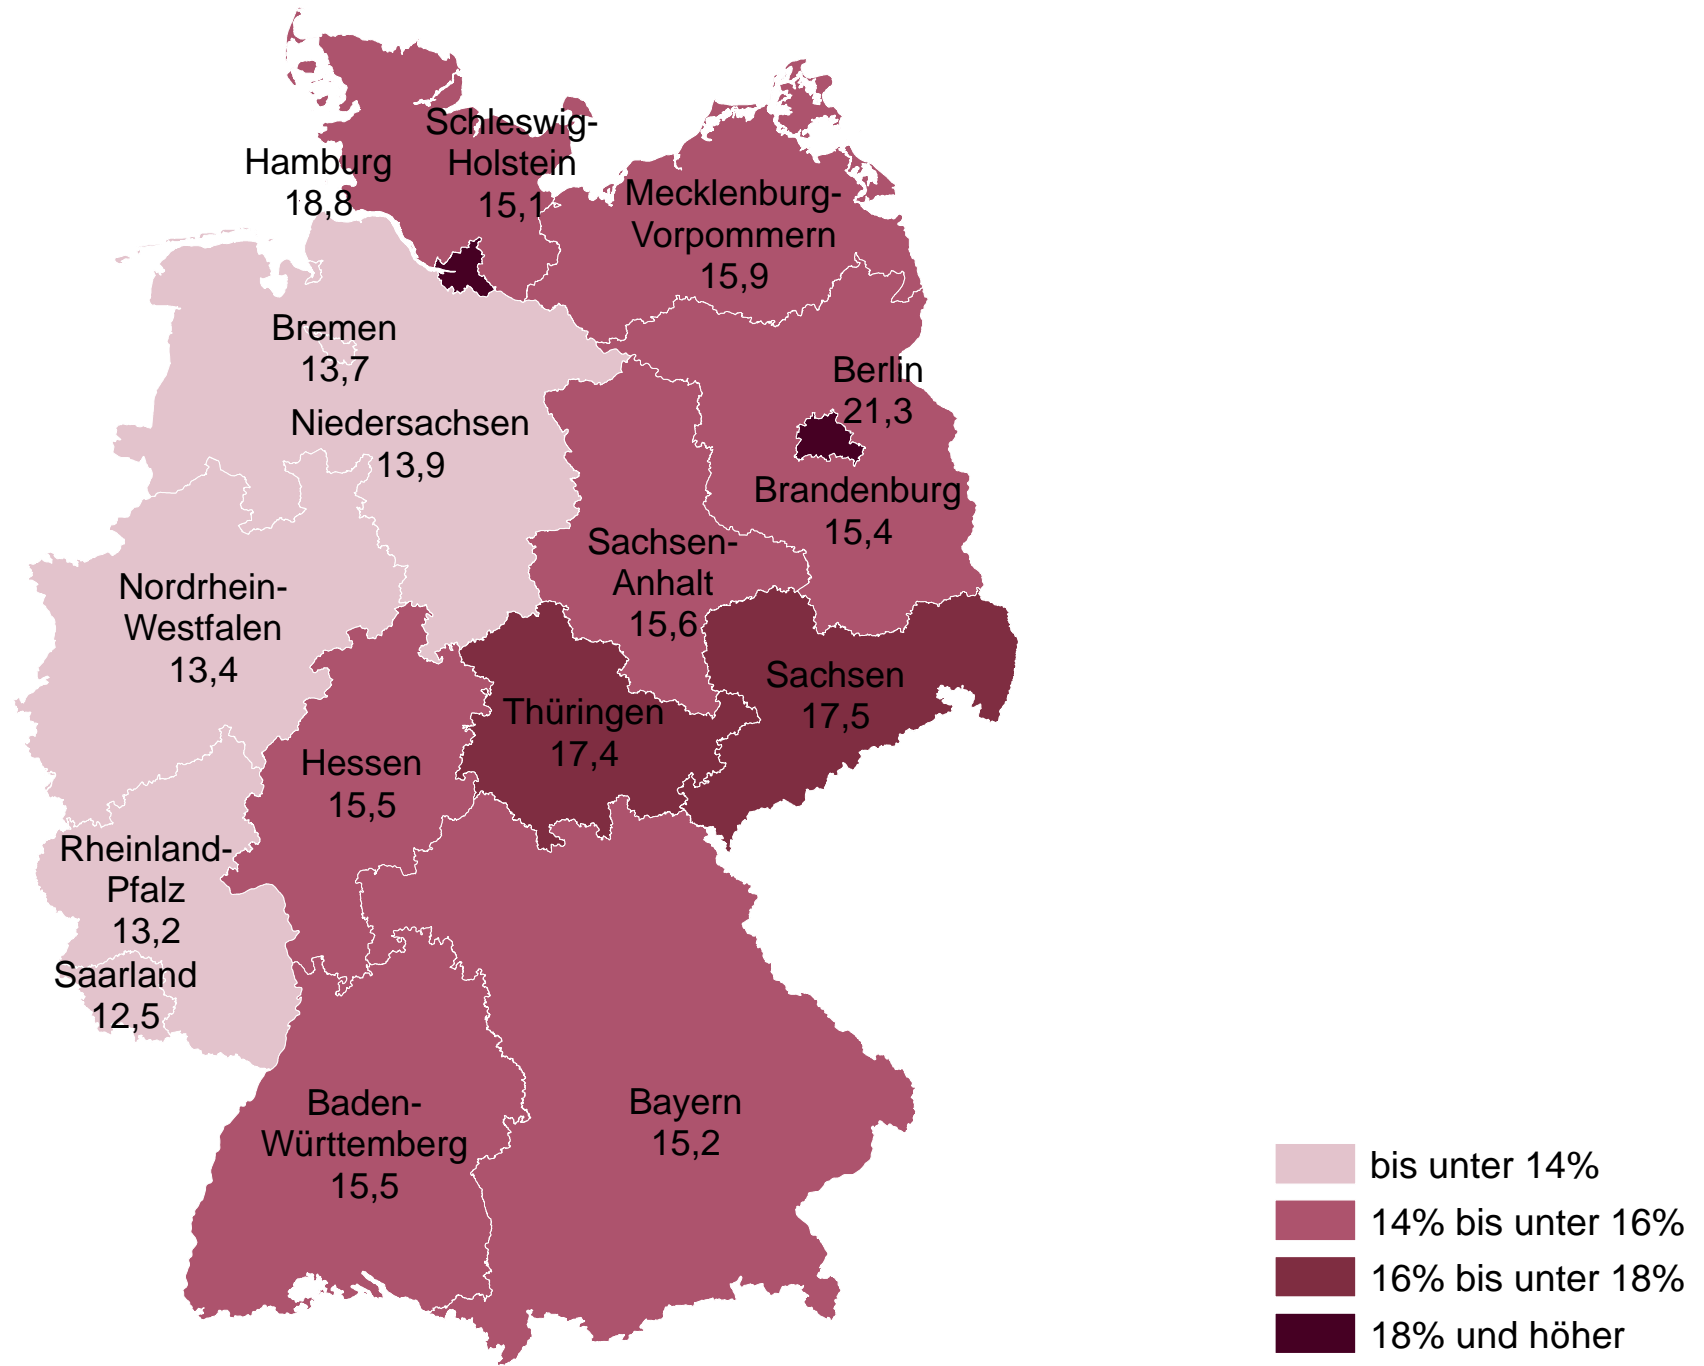 Schleswig-
Holstein
15,1
Hamburg
18,8
Mecklenburg-
Vorpommern
15,9
Bremen
13,7
Berlin
21,3
Niedersachsen
13,9
Brandenburg
15,4
Sachsen-
Anhalt
15,6
Nordrhein-
Westfalen
13,4
Sachsen
17,5
Thüringen
17,4
Hessen
15,5
Rheinland-
Pfalz
13,2
Saarland
12,5
Baden-
Württemberg
15,5
Bayern
15,2
bis unter 14%
14% bis unter 16%
16% bis unter 18%
18% und höher